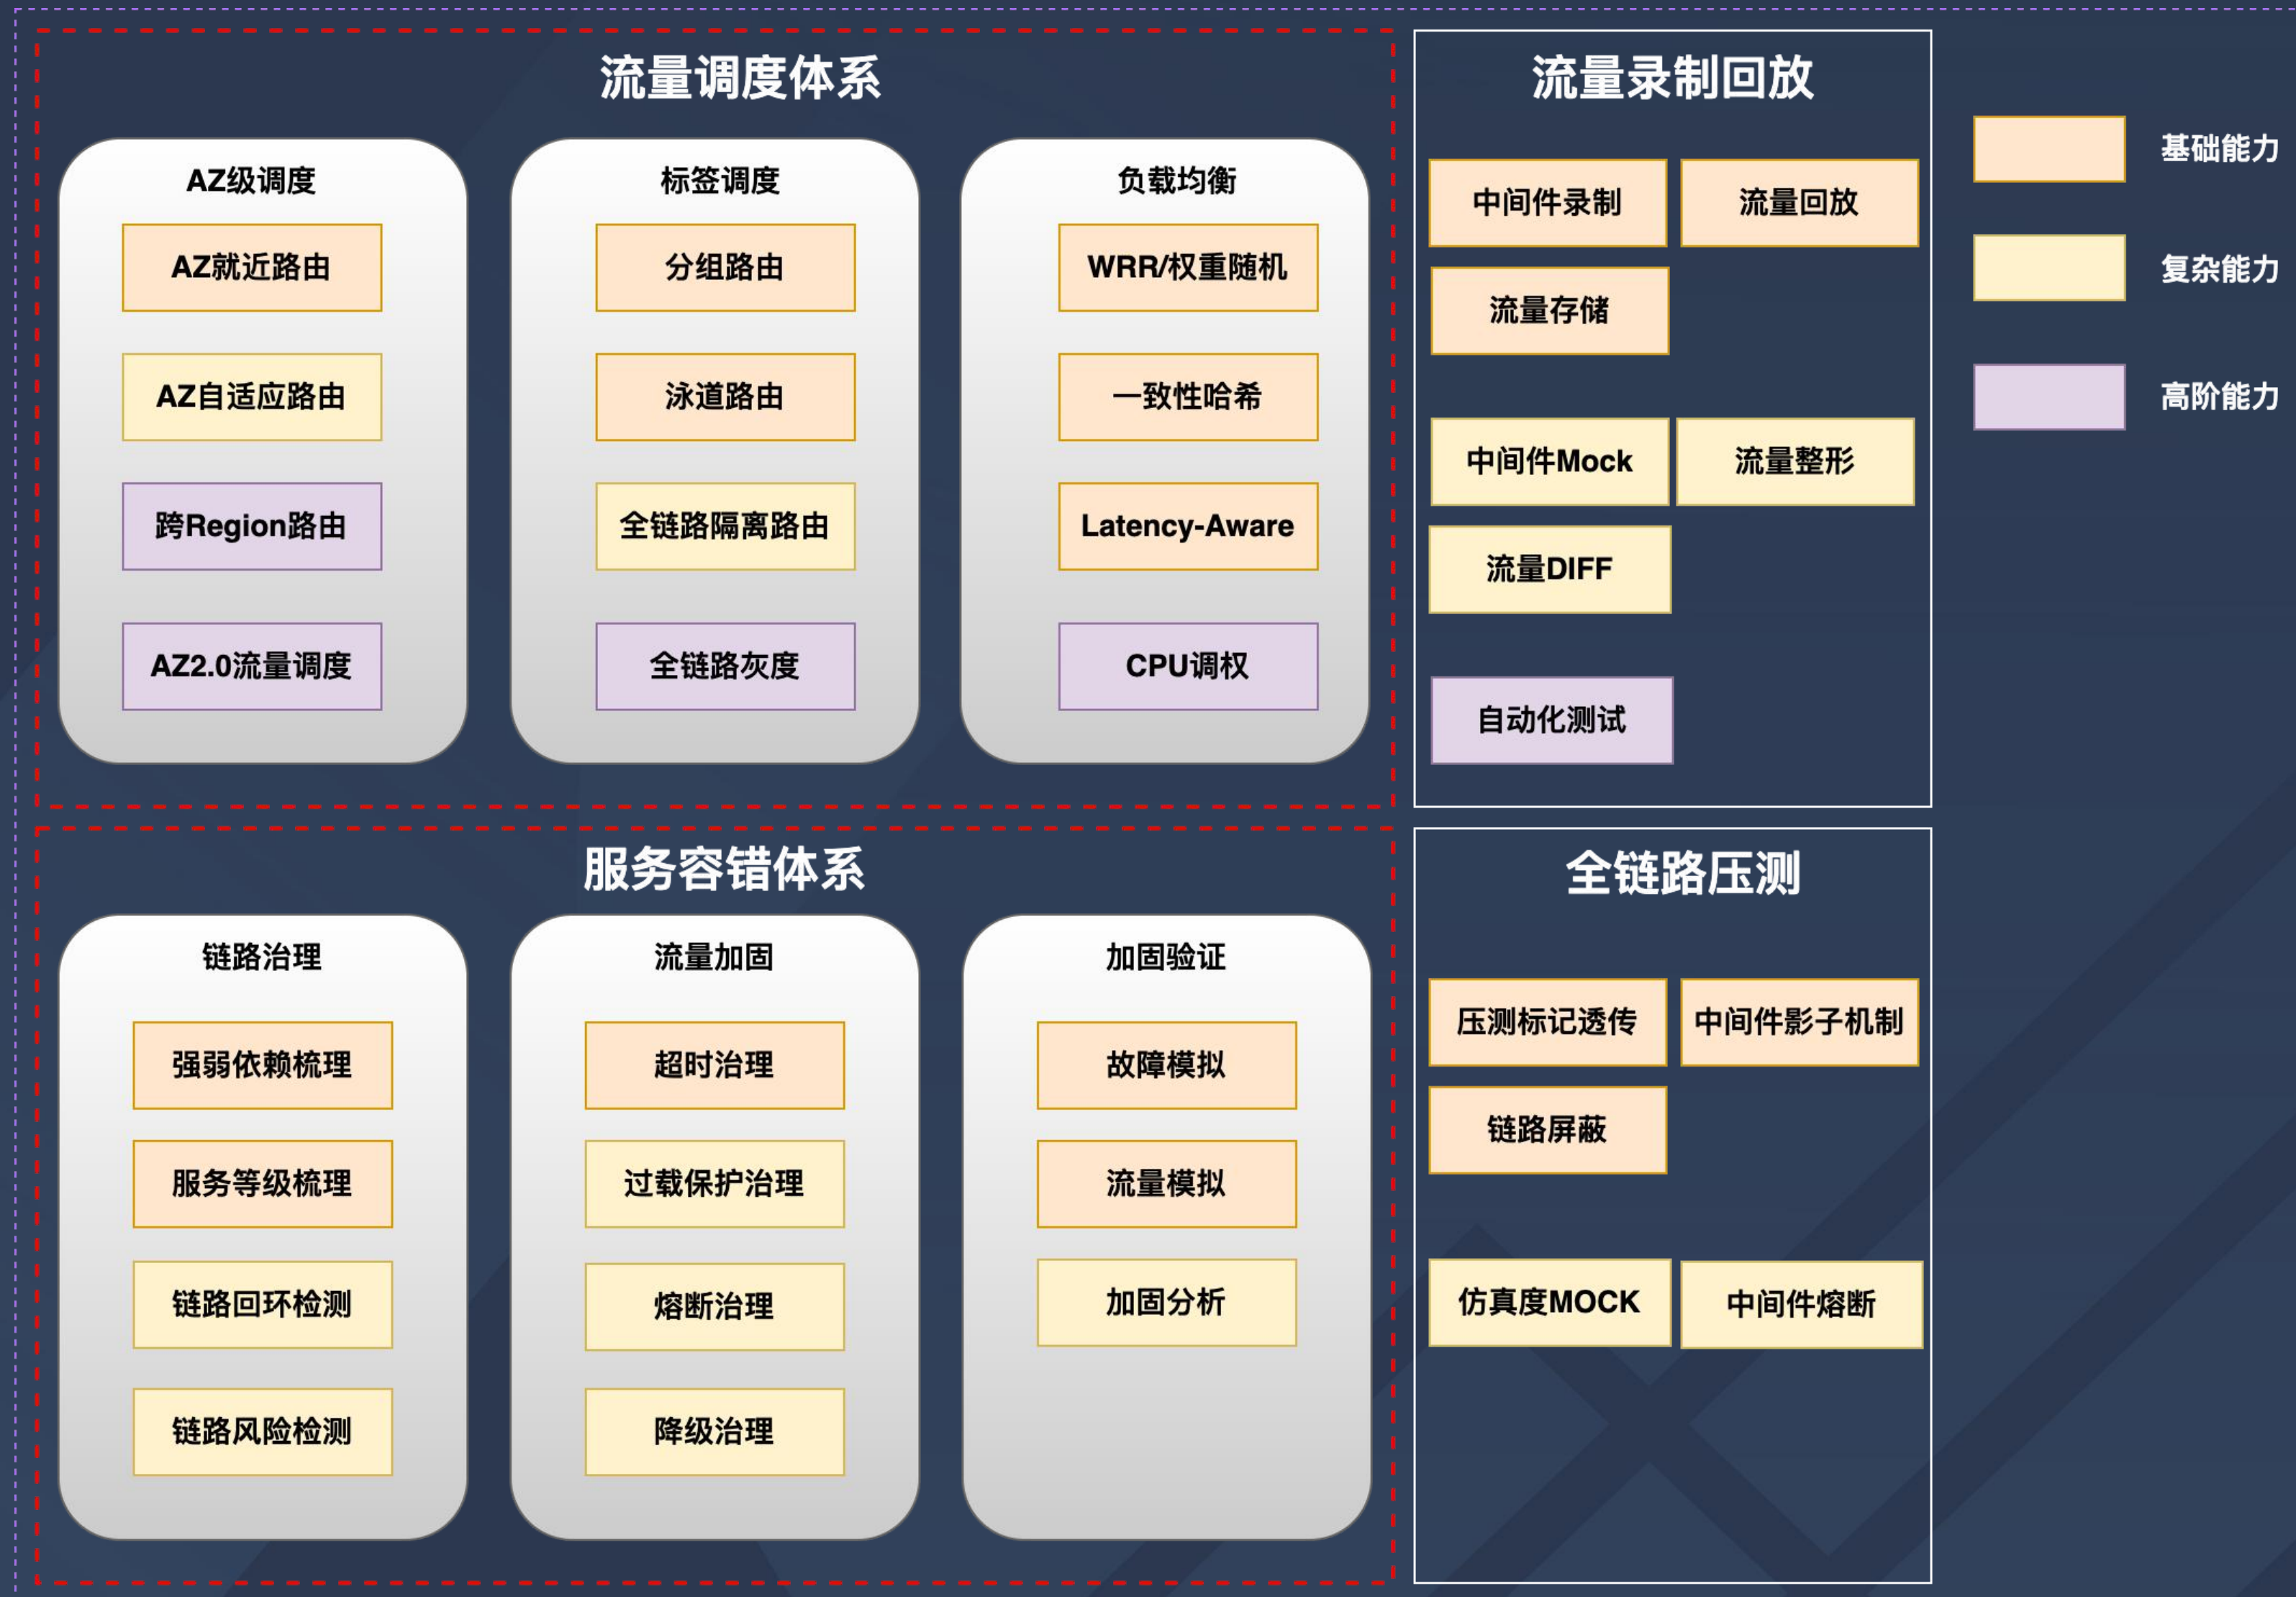 流量调度体系
AZ级调度
AZ就近路由
AZ自适应路由
跨Region路由
AZ2.0流量调度
标签调度
分组路由
泳道路由
全链路隔离路由
全链路灰度
负载均衡
WRR/权重随机
一致性哈希
Latency-Aware
CPU调权
流量录制回放
中间件录制
流量回放
流量存储
中间件Mock
流量整形
流量DIFF
自动化测试
基础能力
复杂能力
高阶能力
服务容错体系
链路治理
强弱依赖梳理
服务等级梳理
链路回环检测
链路风险检测
流量加固
超时治理
过载保护治理
熔断治理
降级治理
加固验证
故障模拟
流量模拟
加固分析
全链路压测
压测标记透传
中间件影子机制
链路屏蔽
仿真度MOCK
中间件熔断